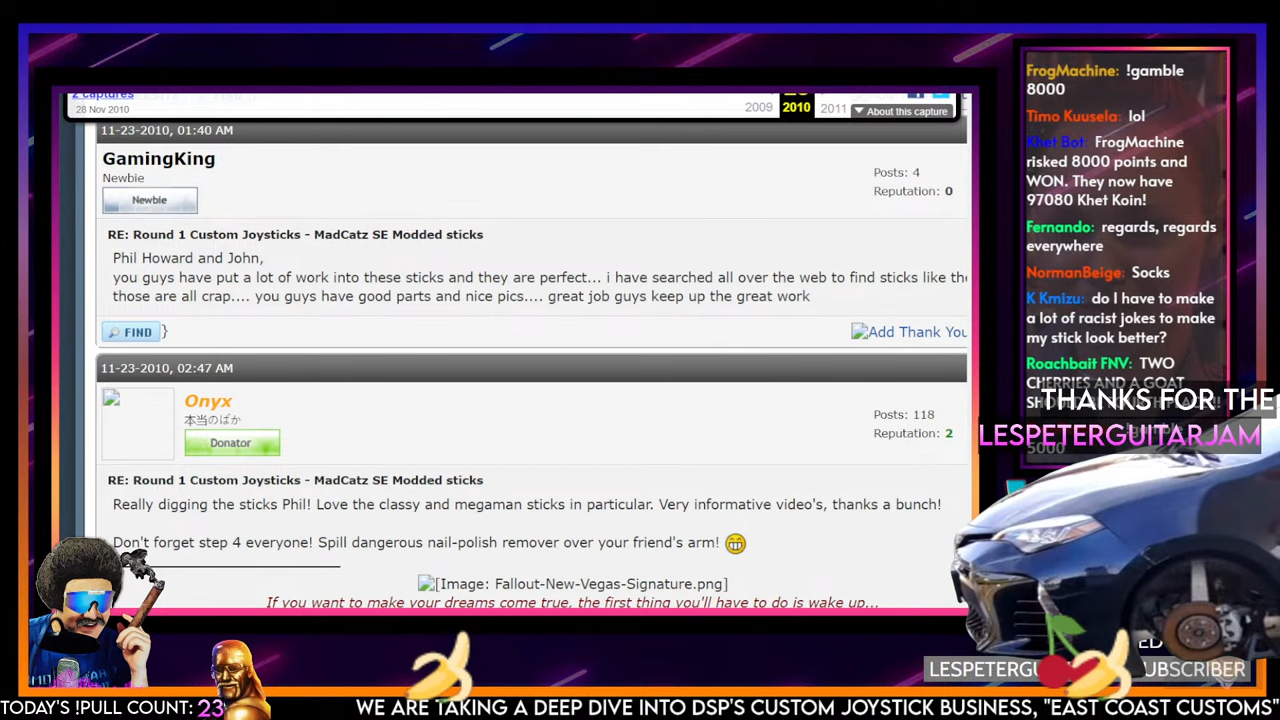 2 captures
28 Nov 2010
2009
2010
2011
About this capture
11-23-2010, 01:40 AM
GamingKing
Newbie
Newbie
Posts: 4
Reputation: 0
RE: Round 1 Custom Joysticks - MadCatz SE Modded sticks
Phil Howard and John,
you guys have put a lot of work into these sticks and they are perfect... i have searched all over the web to find sticks like the
those are all crap.... you guys have good parts and nice pics.... great job guys keep up the great work
FIND }
Add Thank You
11-23-2010, 02:47 AM
Onyx
本当のばか
Donator
Posts: 118
Reputation: 2
RE: Round 1 Custom Joysticks - MadCatz SE Modded sticks
Really digging the sticks Phil! Love the classy and megaman sticks in particular. Very informative video's, thanks a bunch!
Don't forget step 4 everyone! Spill dangerous nail-polish remover over your friend's arm!
[Image: Fallout-New-Vegas-Signature.png]
If you want to make your dreams come true, the first thing you'll have to do is wake up...
FrogMachine: !gamble
8000
Timo Kuusela: lol
Khet Bot: FrogMachine
risked 8000 points and
WON. They now have
97080 Khet Koin!
Fernando: regards, regards
everywhere
NormanBeige: Socks
K Kmizu: do I have to make
a lot of racist jokes to make
my stick look better?
Roachbait FNV: TWO
CHERRIES AND A GOAT
5000
THANKS FOR THE
LESPETERGUITARJAM
UBSCRIBER
TODAY'S !PULL COUNT: 23
WE ARE TAKING A DEEP DIVE INTO DSP'S CUSTOM JOYSTICK BUSINESS, "EAST COAST CUSTOMS"